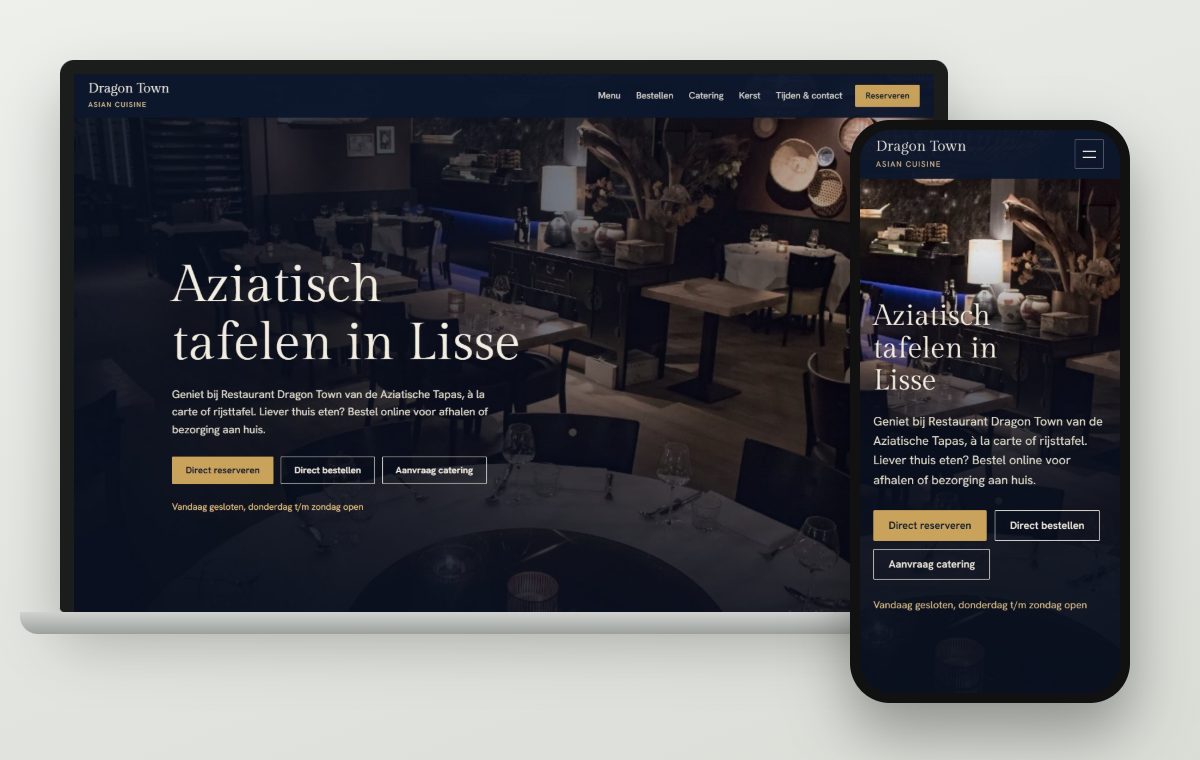 Dragon Town
ASIAN CUISINE
Menu Bestellen Catering Kerst Tijden & contact Reserveren
Aziatisch
tafelen in Lisse
Geniet bij Restaurant Dragon Town van de Aziatische Tapas, à la
carte of rijsttafel. Liever thuis eten? Bestel online voor afhalen of
bezorging aan huis.
Direct reserveren Direct bestellen Aanvraag catering
Vandaag gesloten, donderdag t/m zondag open
Dragon Town
ASIAN CUISINE
Aziatisch
tafelen in
Lisse
Geniet bij Restaurant Dragon Town van de
Aziatische Tapas, à la carte of rijsttafel.
Liever thuis eten? Bestel online voor
afhalen of bezorging aan huis.
Direct reserveren Direct bestellen
Aanvraag catering
Vandaag gesloten, donderdag t/m zondag open